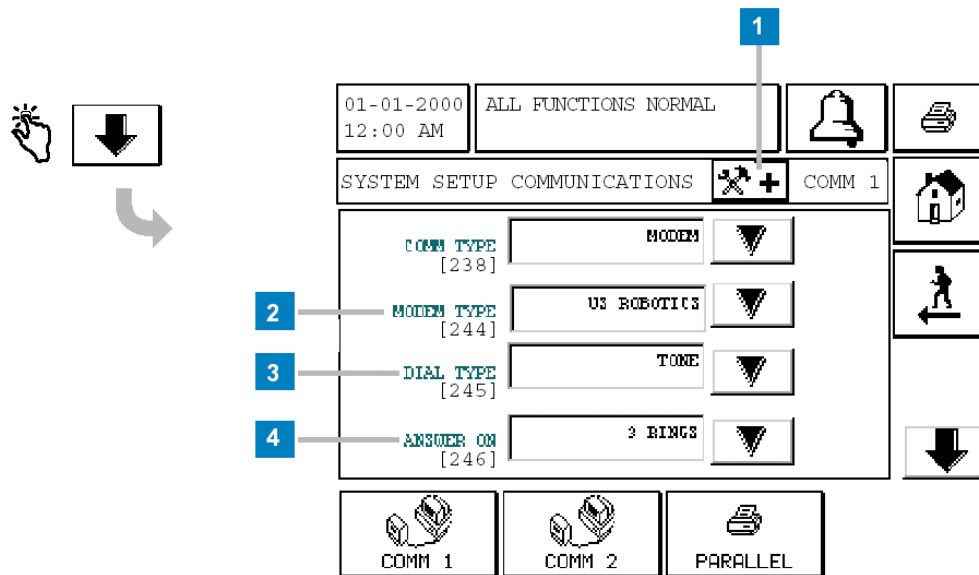 1
01-01-2000
12:00 AM
ALL FUNCTIONS NORMAL
SYSTEM SETUP COMMUNICATIONS
COMM 1
COMM TYPE
[238]
MODEM
2
MODEM TYPE
[244]
US ROBOTICS
3
DIAL TYPE
[245]
TONE
4
ANSWER ON
[246]
RINGS
COMM 1
COMM 2
PARALLEL